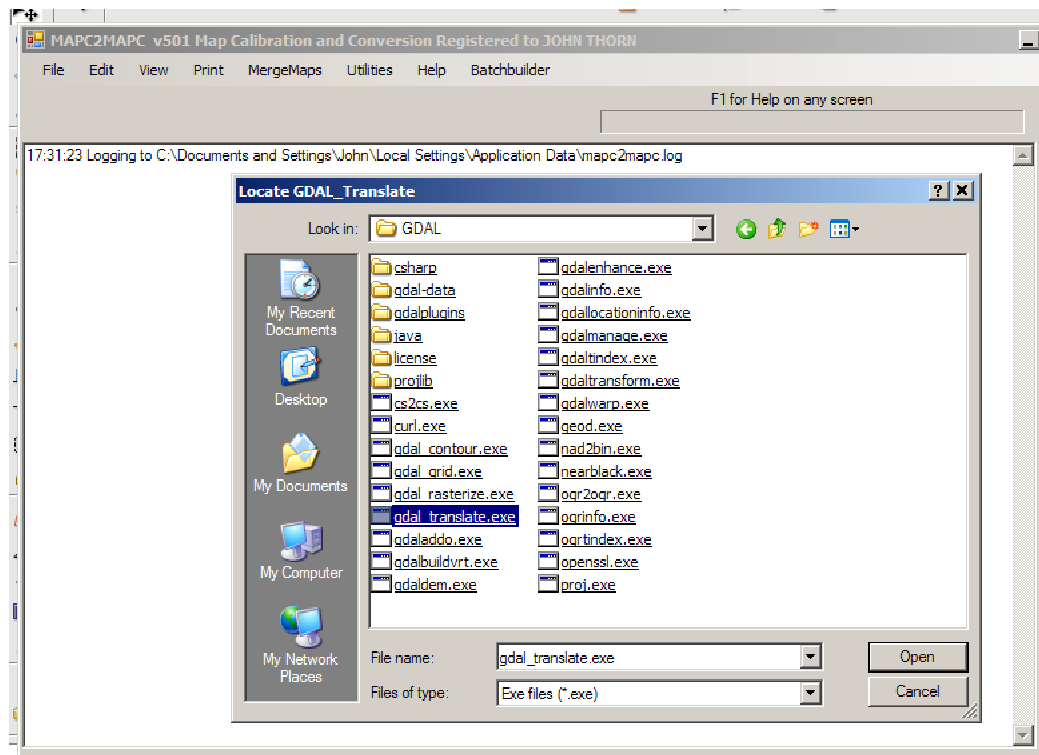 MAPC2MAPC v501 Map Calibration and Conversion Registered to JOHN THORN
File Edit View Print MergeMaps Utilities Help Batchbuilder
F1 for Help on any screen
17:31:23 Logging to C:\Documents and Settings\John\Local Settings\Application Data\mapc2mapc.log
Locate GDAL_Translate
Look in: GDAL
My Recent Documents
Desktop
My Documents
My Computer
My Network Places
csharp
gdal-data
gdalplugins
java
license
projlib
cs2cs.exe
curl.exe
gdal_contour.exe
gdal_grid.exe
gdal_rasterize.exe
gdal_translate.exe
gdaladdo.exe
gdalbuildvrt.exe
gdaldem.exe
gdalenhance.exe
gdalinfo.exe
gdallocationinfo.exe
gdalmanage.exe
gdaltindex.exe
gdaltransform.exe
gdalwarp.exe
geod.exe
nad2bin.exe
nearblack.exe
ogr2ogr.exe
ogrinfo.exe
ogrtindex.exe
openssl.exe
proj.exe
File name: gdal_translate.exe Open
Files of type: Exe files (*.exe) Cancel